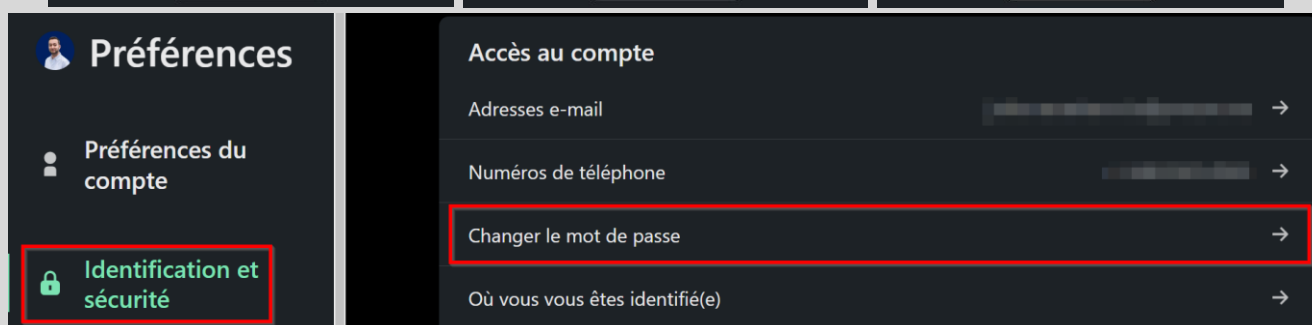 Préférences
Préférences du
compte
Identification et
sécurité
Accès au compte
Adresses e-mail
Numéros de téléphone
Changer le mot de passe
Où vous vous êtes identifié(e)